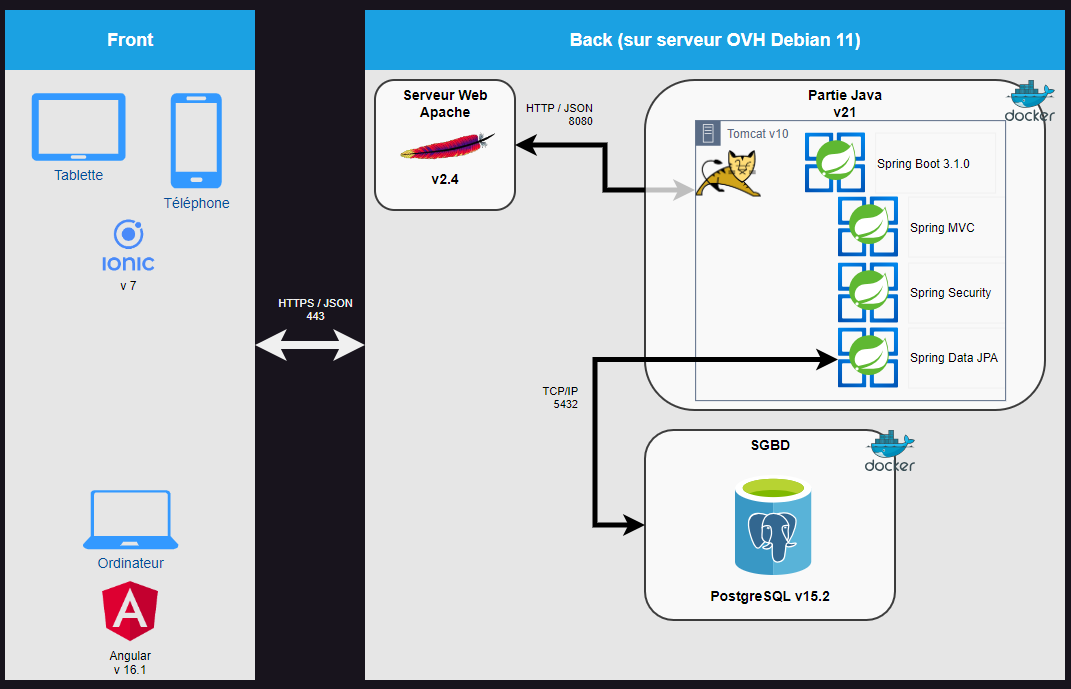 Front
Tablette
Téléphone
IONIC
v 7
Ordinateur
Angular
v 16.1
HTTPS / JSON
443
Back (sur serveur OVH Debian 11)
Serveur Web
Apache
v2.4
HTTP / JSON
8080
Partie Java
v21
docker
Tomcat v10
Spring Boot 3.1.0
Spring MVC
Spring Security
Spring Data JPA
TCP/IP
5432
SGBD
docker
PostgreSQL v15.2